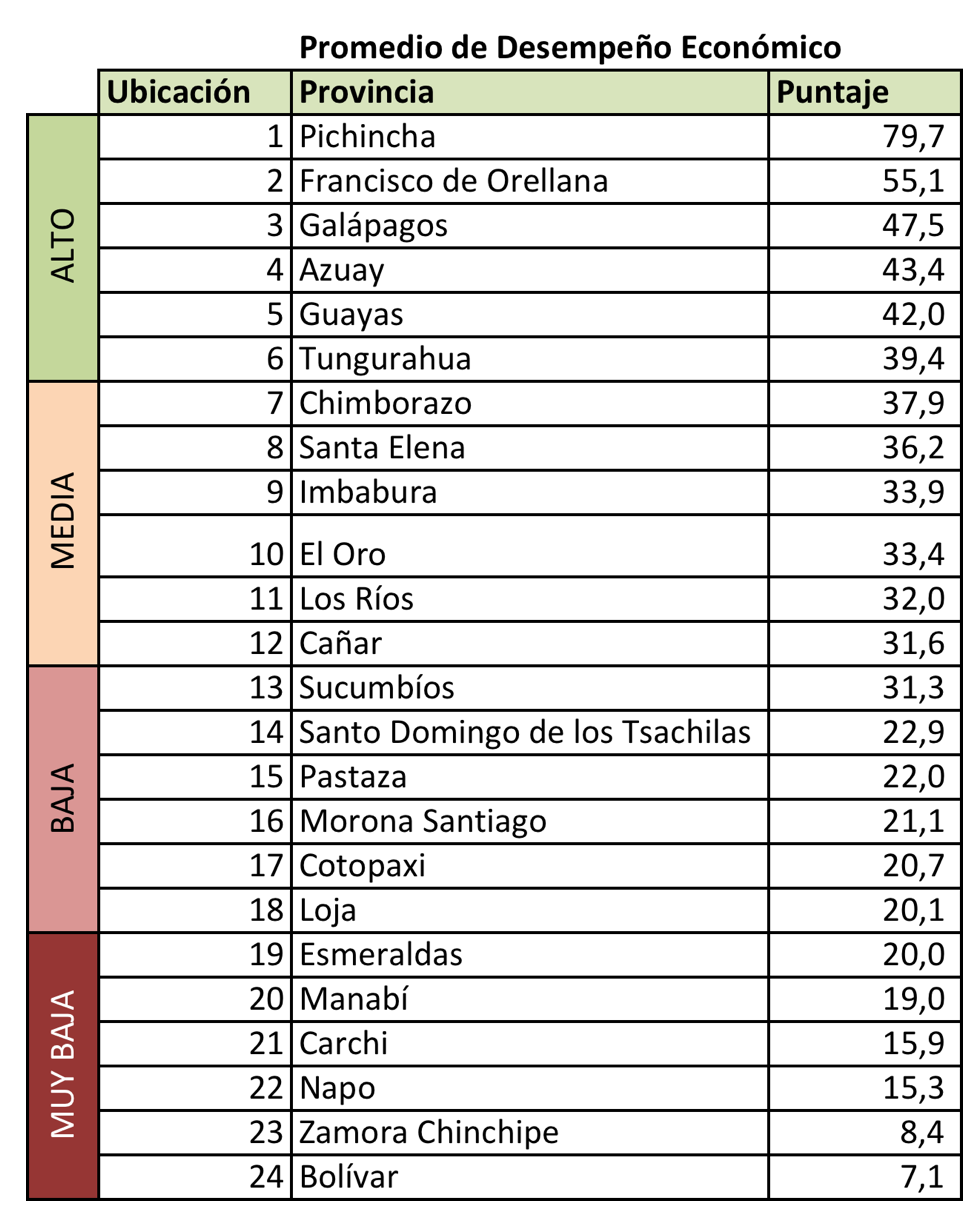 Promedio de Desempeño Económico
Ubicación Provincia Puntaje
ALTO
1 Pichincha 79,7
2 Francisco de Orellana 55,1
3 Galápagos 47,5
4 Azuay 43,4
5 Guayas 42,0
6 Tungurahua 39,4
MEDIA
7 Chimborazo 37,9
8 Santa Elena 36,2
9 Imbabura 33,9
10 El Oro 33,4
11 Los Ríos 32,0
12 Cañar 31,6
BAJA
13 Sucumbíos 31,3
14 Santo Domingo de los Tsachilas 22,9
15 Pastaza 22,0
16 Morona Santiago 21,1
17 Cotopaxi 20,7
18 Loja 20,1
MUY BAJA
19 Esmeraldas 20,0
20 Manabí 19,0
21 Carchi 15,9
22 Napo 15,3
23 Zamora Chinchipe 8,4
24 Bolívar 7,1